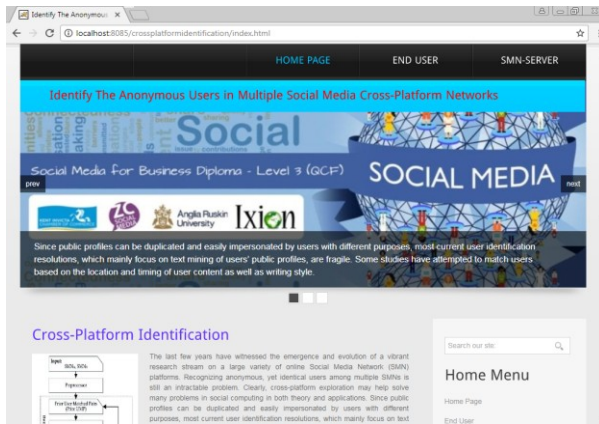 Identify The Anonymous
localhost:8085/crossplatformidentification/index.html
HOME PAGE
END USER
SMN-SERVER
Identify The Anonymous Users in Multiple Social Media Cross-Platform Networks
Social
Social Media for Business Diploma - Level 3 (QCF)
SOCIAL MEDIA
prev
next
Anglia Ruskin
University
Ixion
Since public profiles can be duplicated and easily impersonated by users with different purposes, most current user identification
resolutions, which mainly focus on text mining of users' public profiles, are fragile. Some studies have attempted to match users
based on the location and timing of user content as well as writing style.
Cross-Platform Identification
The last few years have witnessed the emergence and evolution of a vibrant
research stream on a large variety of online Social Media Network (SMN)
platforms. Recognizing anonymous, yet identical users among multiple SMNs is
still an intractable problem. Clearly, cross-platform exploration may help solve
many problems in social computing in both theory and applications. Since public
profiles can be duplicated and easily impersonated by users with different
purposes, most current user identification resolutions, which mainly focus on text
Input
Preprocessor
Search our site:
Home Menu
Home Page
End User